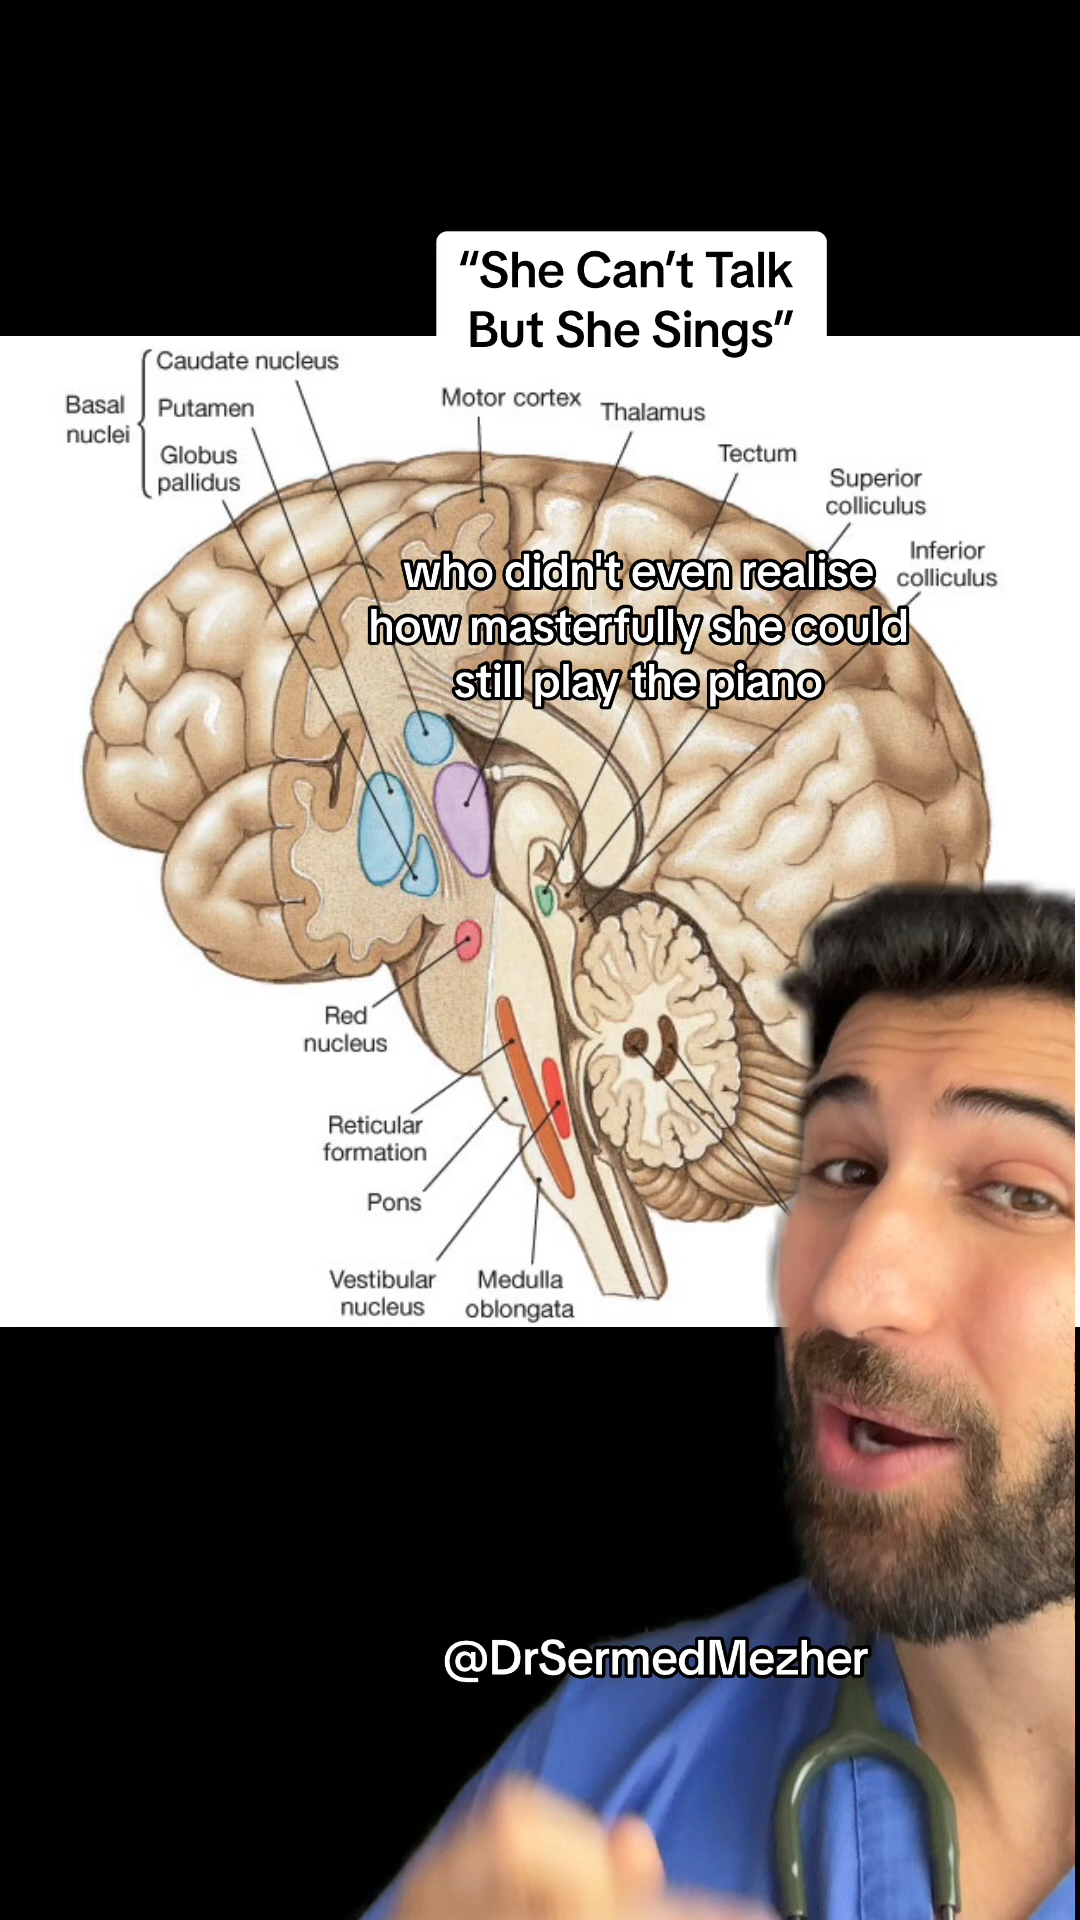 “She Can’t Talk
But She Sings”
Caudate nucleus
Basal
nuclei
Putamen
Globus
pallidus
Motor cortex
Thalamus
Tectum
Superior
colliculus
Inferior
colliculus
who didn't even realise
how masterfully she could
still play the piano
Red
nucleus
Reticular
formation
Pons
Vestibular
nucleus
Medulla
oblongata
@DrSermedMezher